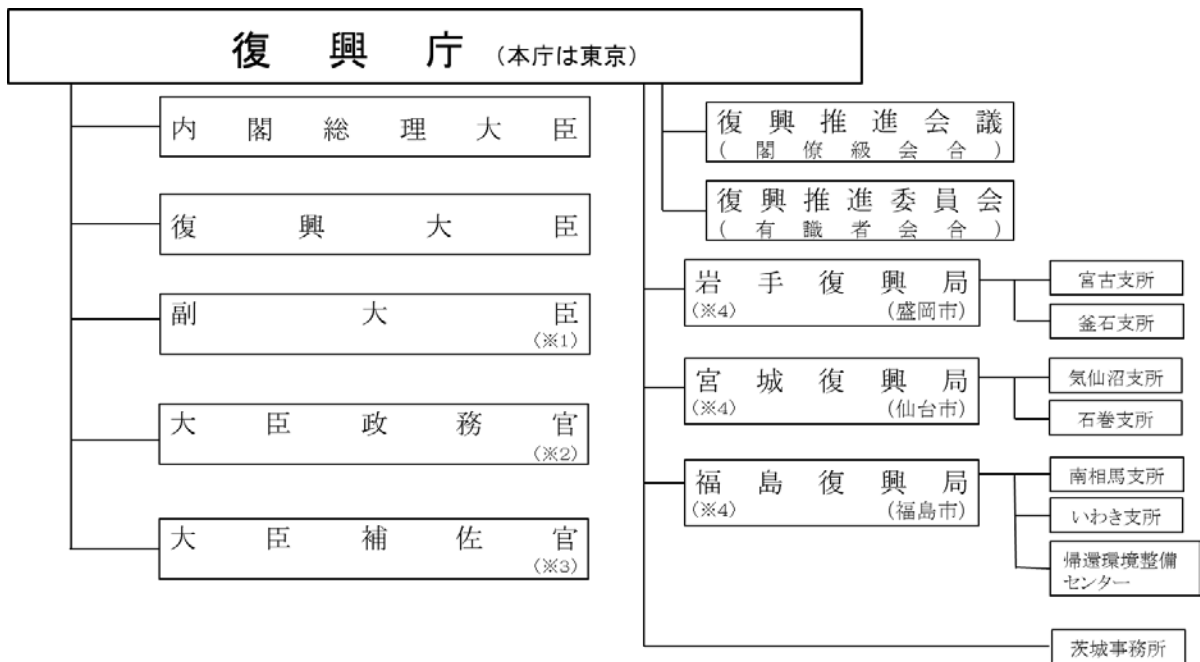 復興庁 (本庁は東京)
内閣総理大臣
復興大臣
副大臣
(※1)
大臣政務官
(※2)
大臣補佐官
(※3)
復興推進会議
(閣僚級会合)
復興推進委員会
(有識者会合)
岩手復興局
(※4) (盛岡市)
宮古支所
釜石支所
宮城復興局
(※4) (仙台市)
気仙沼支所
石巻支所
福島復興局
(※4) (福島市)
南相馬支所
いわき支所
帰還環境整備
センター
茨城事務所